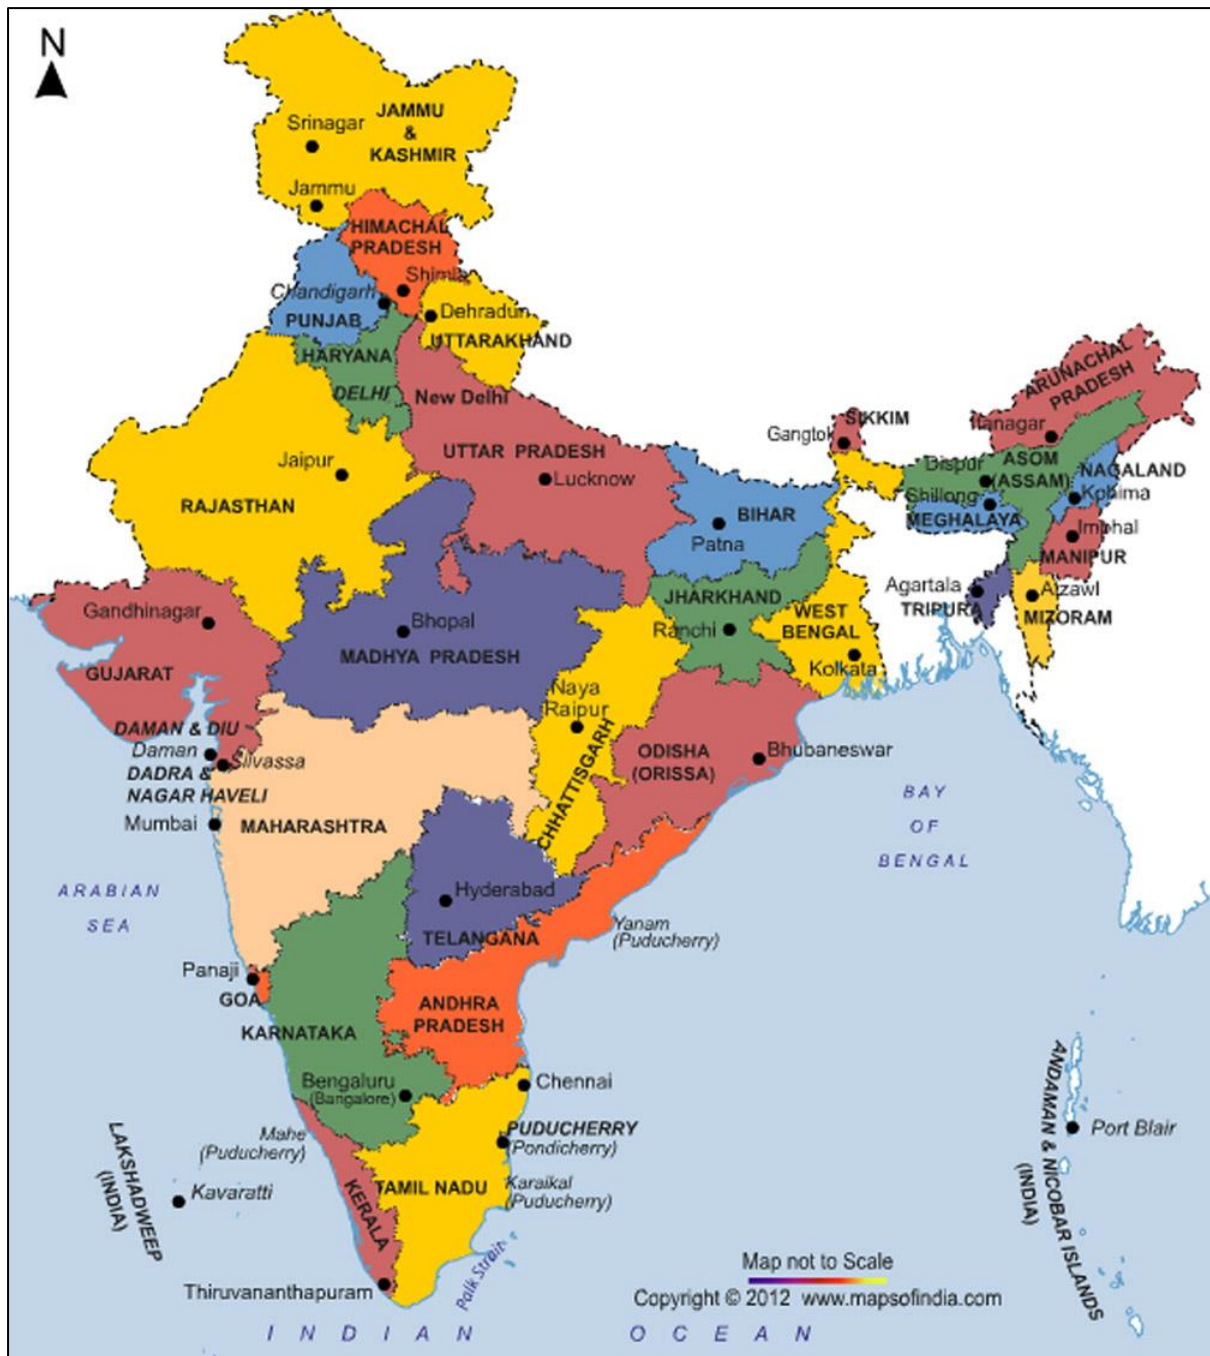 N
JAMMU
&
KASHMIR
Srinagar
Jammu
HIMACHAL
PRADESH
Shimla
Chandigarh
PUNJAB
Dehradun
UTTARAKHAND
HARYANA
DELHI
New Delhi
UTTAR PRADESH
Lucknow
Jaipur
RAJASTHAN
ARUNACHAL
PRADESH
Itanagar
SIKKIM
Gangtok
Dispur
ASOM
(ASSAM)
NAGALAND
Kohima
Shillong
MEGHALAYA
Imphal
MANIPUR
BIHAR
Patna
Agartala
TRIPURA
Aizawl
MIZORAM
JHARKHAND
Ranchi
WEST
BENGAL
Kolkata
Gandhinagar
GUJARAT
Bhopal
MADHYA PRADESH
Naya
Raipur
CHHATTISGARH
ODISHA
(ORISSA)
Bhubaneswar
DAMAN & DIU
Daman
Silvassa
DADRA &
NAGAR HAVELI
Mumbai
MAHARASHTRA
BAY
OF
BENGAL
ARABIAN
SEA
Hyderabad
TELANGANA
Yanam
(Puducherry)
Panaji
GOA
KARNATAKA
ANDHRA
PRADESH
Bengaluru
(Bangalore)
Chennai
PUDUCHERRY
(Pondicherry)
Mahe
(Puducherry)
Karaikal
(Puducherry)
TAMIL NADU
KERALA
LAKSHADWEEP
(INDIA)
Kavaratti
ANDAMAN & NICOBAR ISLANDS
(INDIA)
Port Blair
Thiruvananthapuram
Palk Strait
Map not to Scale
Copyright © 2012 www.mapsofindia.com
INDIAN OCEAN